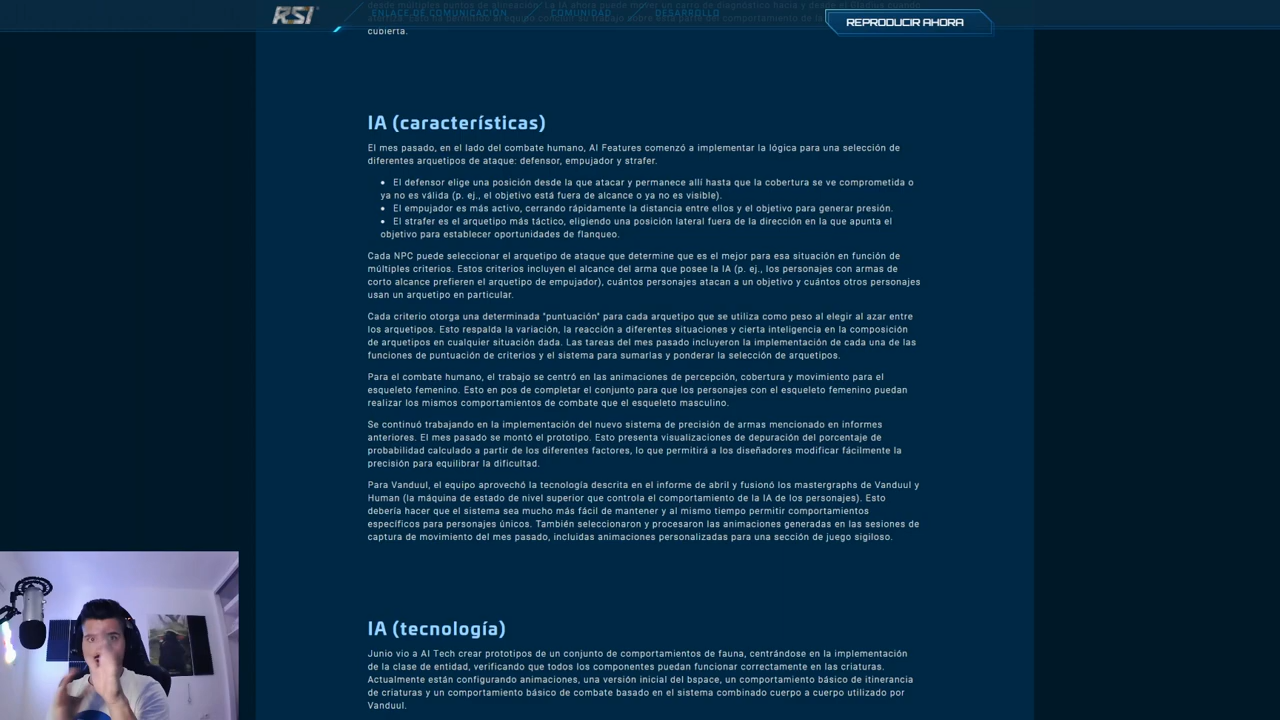 desde múltiples puntos de alineación. La IA ahora puede mover un carro de diagnóstico hacia y desde el Gladius cuando
RSI
ENLACE DE COMUNICACIÓN
COMUNIDAD
DESARROLLO
REPRODUCIR AHORA
cubierta.
IA (características)
El mes pasado, en el lado del combate humano, AI Features comenzó a implementar la lógica para una selección de
diferentes arquetipos de ataque: defensor, empujador y strafer.
• El defensor elige una posición desde la que atacar y permanece allí hasta que la cobertura se ve comprometida o
ya no es válida (p. ej., el objetivo está fuera de alcance o ya no es visible).
• El empujador es más activo, cerrando rápidamente la distancia entre ellos y el objetivo para generar presión.
• El strafer es el arquetipo más táctico, eligiendo una posición lateral fuera de la dirección en la que apunta el
objetivo para establecer oportunidades de flanqueo.
Cada NPC puede seleccionar el arquetipo de ataque que determine que es el mejor para esa situación en función de
múltiples criterios. Estos criterios incluyen el alcance del arma que posee la IA (p. ej., los personajes con armas de
corto alcance prefieren el arquetipo de empujador), cuántos personajes atacan a un objetivo y cuántos otros personajes
usan un arquetipo en particular.
Cada criterio otorga una determinada "puntuación" para cada arquetipo que se utiliza como peso al elegir al azar entre
los arquetipos. Esto respalda la variación, la reacción a diferentes situaciones y cierta inteligencia en la composición
de arquetipos en cualquier situación dada. Las tareas del mes pasado incluyeron la implementación de cada una de las
funciones de puntuación de criterios y el sistema para sumarlas y ponderar la selección de arquetipos.
Para el combate humano, el trabajo se centró en las animaciones de percepción, cobertura y movimiento para el
esqueleto femenino. Esto en pos de completar el conjunto para que los personajes con el esqueleto femenino puedan
realizar los mismos comportamientos de combate que el esqueleto masculino.
Se continuó trabajando en la implementación del nuevo sistema de precisión de armas mencionado en informes
anteriores. El mes pasado se montó el prototipo. Esto presenta visualizaciones de depuración del porcentaje de
probabilidad calculado a partir de los diferentes factores, lo que permitirá a los diseñadores modificar fácilmente la
precisión para equilibrar la dificultad.
Para Vanduul, el equipo aprovechó la tecnología descrita en el informe de abril y fusionó los mastergraphs de Vanduul y
Human (la máquina de estado de nivel superior que controla el comportamiento de la IA de los personajes). Esto
debería hacer que el sistema sea mucho más fácil de mantener y al mismo tiempo permitir comportamientos
específicos para personajes únicos. También seleccionaron y procesaron las animaciones generadas en las sesiones de
captura de movimiento del mes pasado, incluidas animaciones personalizadas para una sección de juego sigiloso.
IA (tecnología)
Junio vio a AI Tech crear prototipos de un conjunto de comportamientos de fauna, centrándose en la implementación
de la clase de entidad, verificando que todos los componentes puedan funcionar correctamente en las criaturas.
Actualmente están configurando animaciones, una versión inicial del bspace, un comportamiento básico de itinerancia
de criaturas y un comportamiento básico de combate basado en el sistema combinado cuerpo a cuerpo utilizado por
Vanduul.